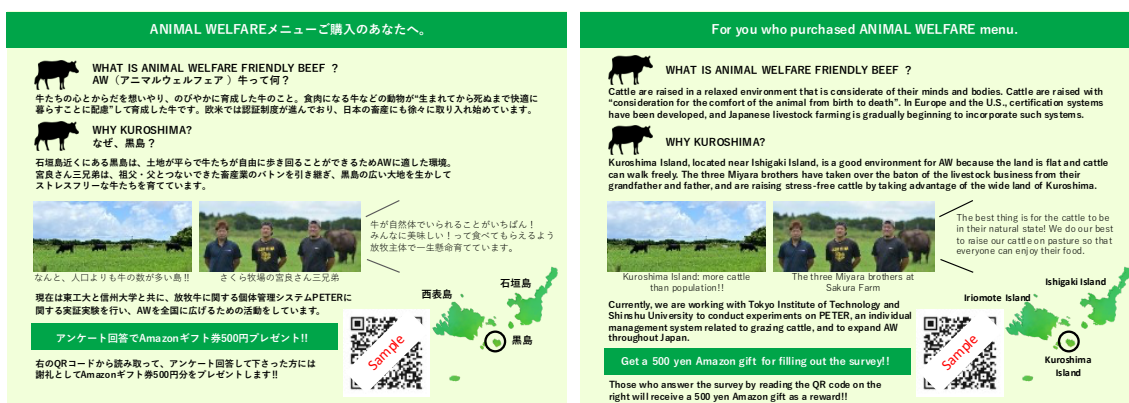 ANIMAL WELFAREメニューご購入のあなたへ。
WHAT IS ANIMAL WELFARE FRIENDLY BEEF ？
AW（アニマルウェルフェア ）牛って何？
牛たちの心とからだを想いやり、のびやかに育成した牛のこと。食肉になる牛などの動物が“生まれてから死ぬまで快適に
暮らすことに配慮”して育成した牛です。欧米では認証制度が進んでおり、日本の畜産にも徐々に取り入れ始めています。
WHY KUROSHIMA?
なぜ、黒島？
石垣島近くにある黒島は、土地が平らで牛たちが自由に歩き回ることができるためAWに適した環境。
宮良さん三兄弟は、祖父・父とつないできた畜産業のバトンを引き継ぎ、黒島の広い大地を生かして
ストレスフリーな牛たちを育てています。
牛が自然体でいられることがいちばん！
みんなに美味しい！って食べてもらえるよう
放牧主体で一生懸命育てています。
なんと、人口よりも牛の数が多い島!!
さくら牧場の宮良さん三兄弟
現在は東工大と信州大学と共に、放牧牛に関する個体管理システムPETERに
関する実証実験を行い、AWを全国に広げるための活動をしています。
アンケート回答でAmazonギフト券500円プレゼント!!
右のQRコードから読み取って、アンケート回答して下さった方には
謝礼としてAmazonギフト券500円分をプレゼントします!!
Sample
石垣島
西表島
黒島
For you who purchased ANIMAL WELFARE menu.
WHAT IS ANIMAL WELFARE FRIENDLY BEEF ？
Cattle are raised in a relaxed environment that is considerate of their minds and bodies. Cattle are raised with
“consideration for the comfort of the animal from birth to death”. In Europe and the U.S., certification systems
have been developed, and Japanese livestock farming is gradually beginning to incorporate such systems.
WHY KUROSHIMA?
Kuroshima Island, located near Ishigaki Island, is a good environment for AW because the land is flat and cattle
can walk freely. The three Miyara brothers have taken over the baton of the livestock business from their
grandfather and father, and are raising stress-free cattle by taking advantage of the wide land of Kuroshima.
The best thing is for the cattle to be
in their natural state! We do our best
to raise our cattle on pasture so that
everyone can enjoy their food.
Kuroshima Island: more cattle
than population!!
The three Miyara brothers at
Sakura Farm
Currently, we are working with Tokyo Institute of Technology and
Shinshu University to conduct experiments on PETER, an individual
management system related to grazing cattle, and to expand AW
throughout Japan.
Get a 500 yen Amazon gift for filling out the survey!!
Those who answer the survey by reading the QR code on the
right will receive a 500 yen Amazon gift as a reward!!
Sample
Ishigaki Island
Iriomote Island
Kuroshima
Island